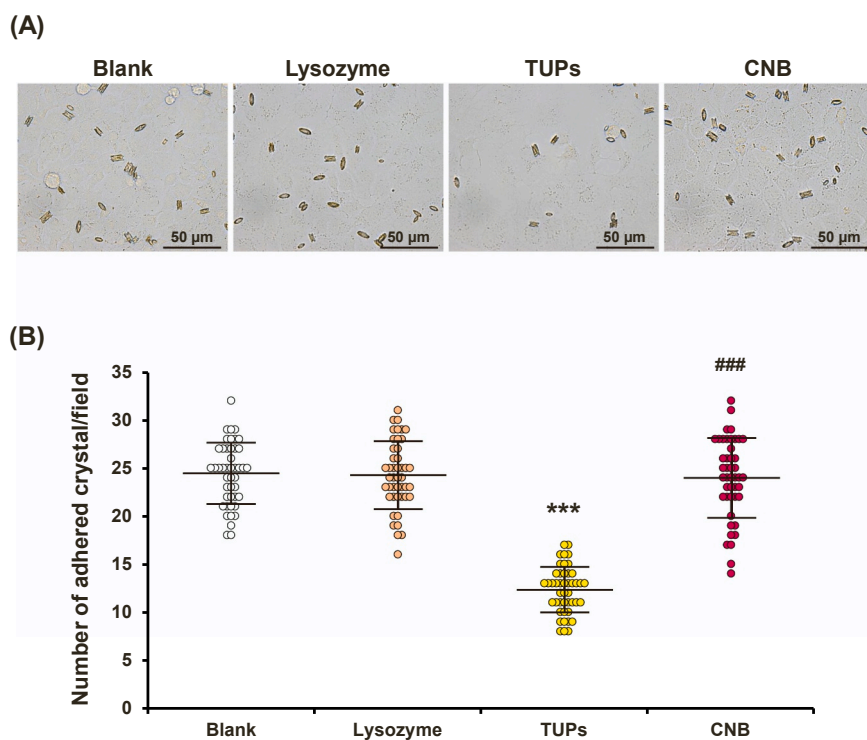 (A)
Blank Lysozyme TUPs CNB
50 µm 50 µm 50 µm 50 µm
(B)
Number of adhered crystal/field
35
30
25
20
15
10
5
0
***
###
Blank Lysozyme TUPs CNB